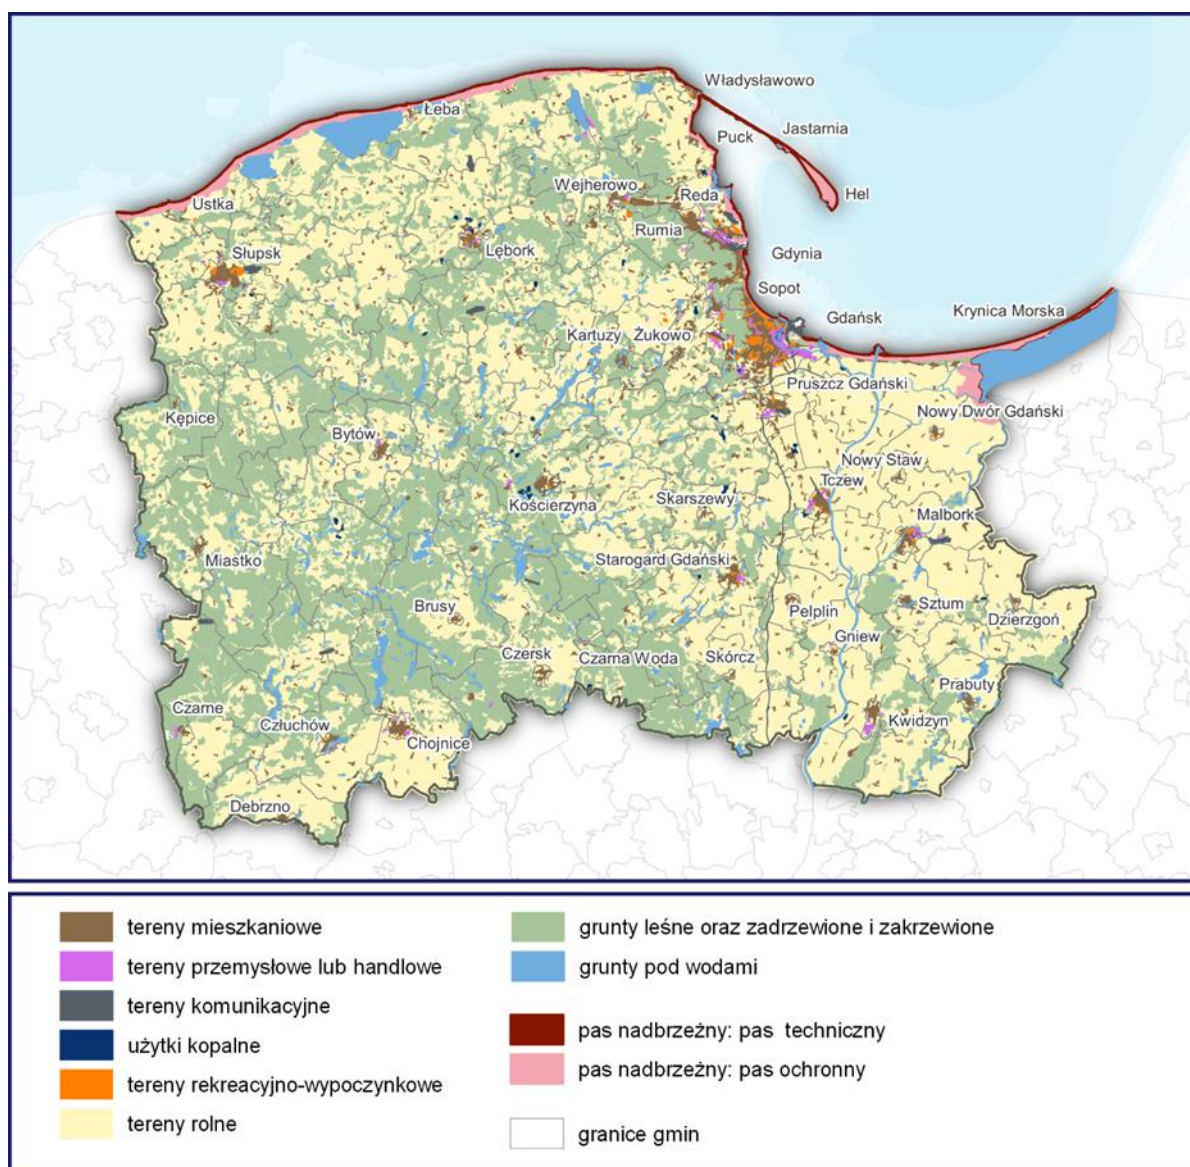 Władysławowo
Łeba
Jastarnia
Puck
Wejherowo
Reda
Hel
Ustka
Rumia
Słupsk
Lębork
Gdynia
Sopot
Krynica Morska
Gdańsk
Kartuzy
Żukowo
Pruszcz Gdański
Kępice
Nowy Dwór Gdański
Bytów
Nowy Staw
Tczew
Skarszewy
Kościerzyna
Malbork
Miastko
Starogard Gdański
Brusy
Pelplin
Sztum
Dzierzgoń
Gniew
Czersk
Czarna Woda
Skórcz
Prabuty
Czarne
Człuchów
Kwidzyn
Chojnice
Debrzno
tereny mieszkaniowe
tereny przemysłowe lub handlowe
tereny komunikacyjne
użytki kopalne
tereny rekreacyjno-wypoczynkowe
tereny rolne
grunty leśne oraz zadrzewione i zakrzewione
grunty pod wodami
pas nadbrzeżny: pas techniczny
pas nadbrzeżny: pas ochronny
granice gmin